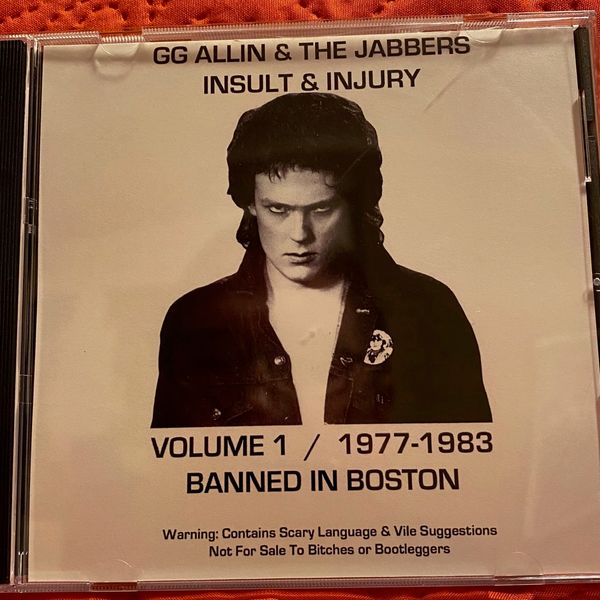 GG ALLIN & THE JABBERS
INSULT & INJURY
VOLUME 1 / 1977-1983
BANNED IN BOSTON
Warning: Contains Scary Language & Vile Suggestions
Not For Sale To Bitches or Bootleggers